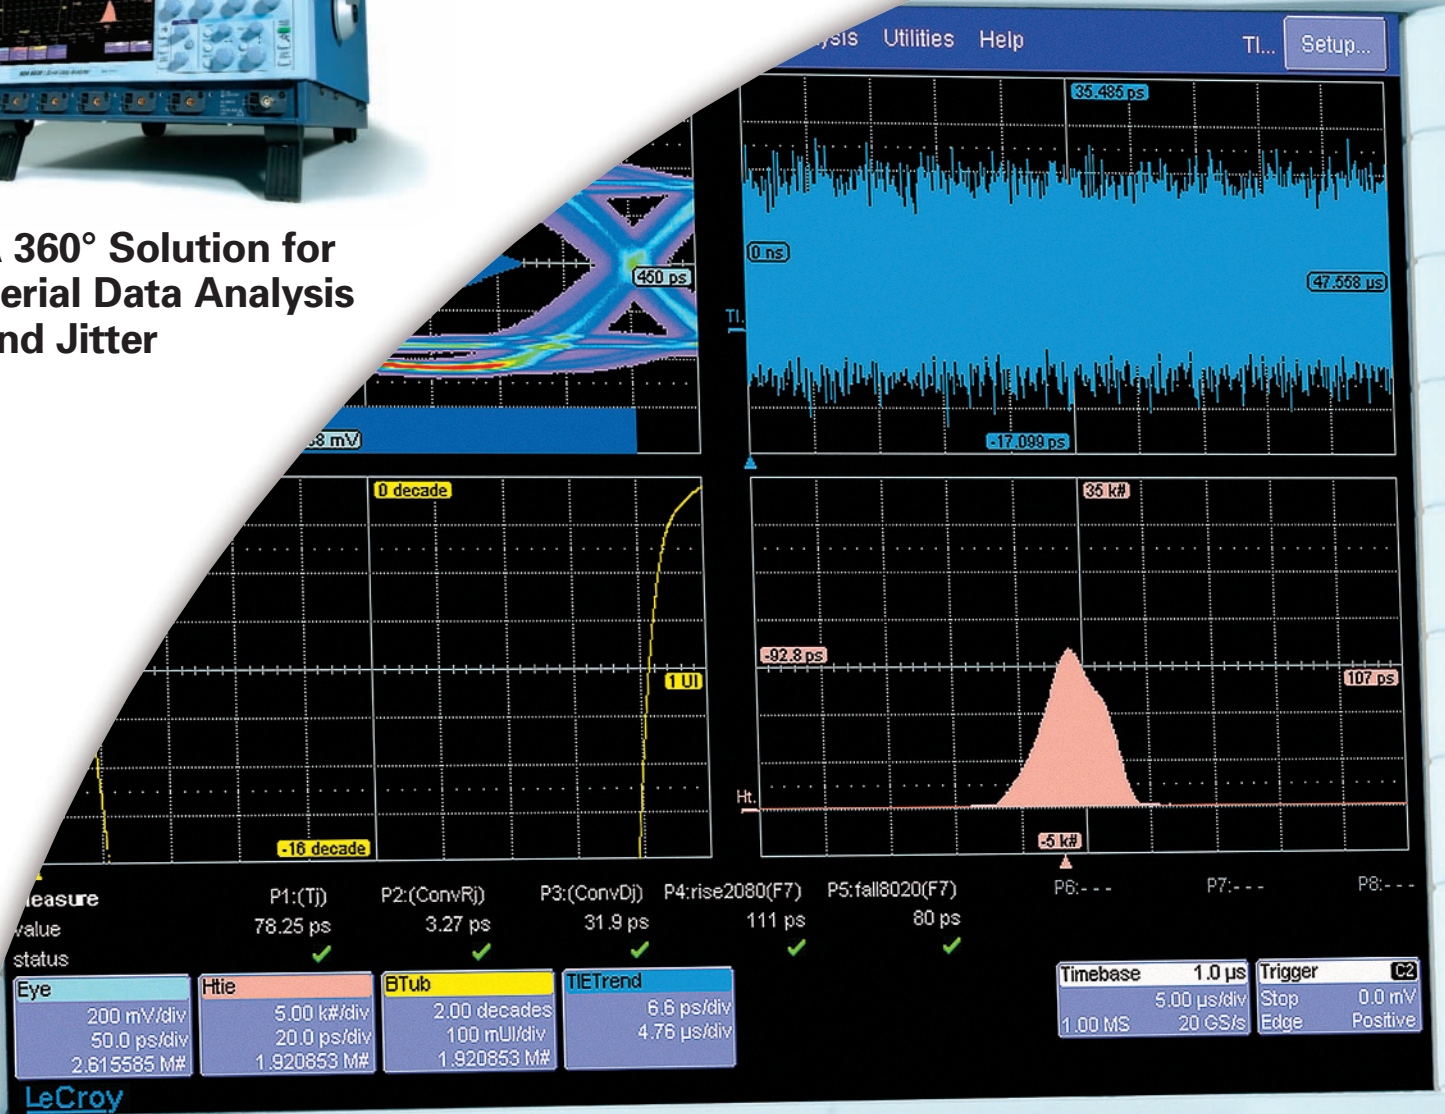 360° Solution for
erial Data Analysis
nd Jitter
ysis Utilities Help TI... Setup...
35.485 ps
0 ns
450 ps
47.558 µs
TI.
-17.099 ps
8 mV
0 decade
35 k#
-92.8 ps
1 UI
107 ps
Ht.
-16 decade
-5 k#
measure P1:(Tj) P2:(ConvRj) P3:(ConvDj) P4:rise2080(F7) P5:fall8020(F7) P6:- - - P7:- - - P8:- - -
value 78.25 ps 3.27 ps 31.9 ps 111 ps 80 ps
status
Eye
200 mV/div
50.0 ps/div
2.615585 M#
Htie
5.00 k#/div
20.0 ps/div
1.920853 M#
BTub
2.00 decades
100 mUI/div
1.920853 M#
TIETrend
6.6 ps/div
4.76 µs/div
Timebase 1.0 µs
5.00 µs/div
1.00 MS 20 GS/s
Trigger C2
Stop 0.0 mV
Edge Positive
LeCroy